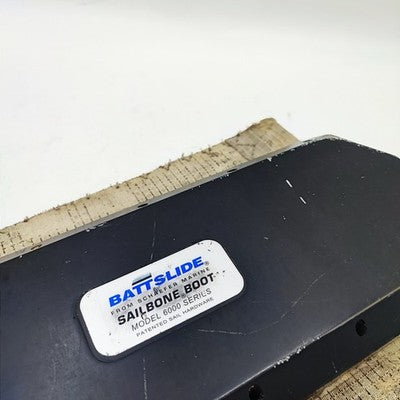 BATTSLIDE®
FROM SCHAEFER MARINE
SAILBONE BOOT
MODEL 6000 SERIES
PATENTED SAIL HARDWARE